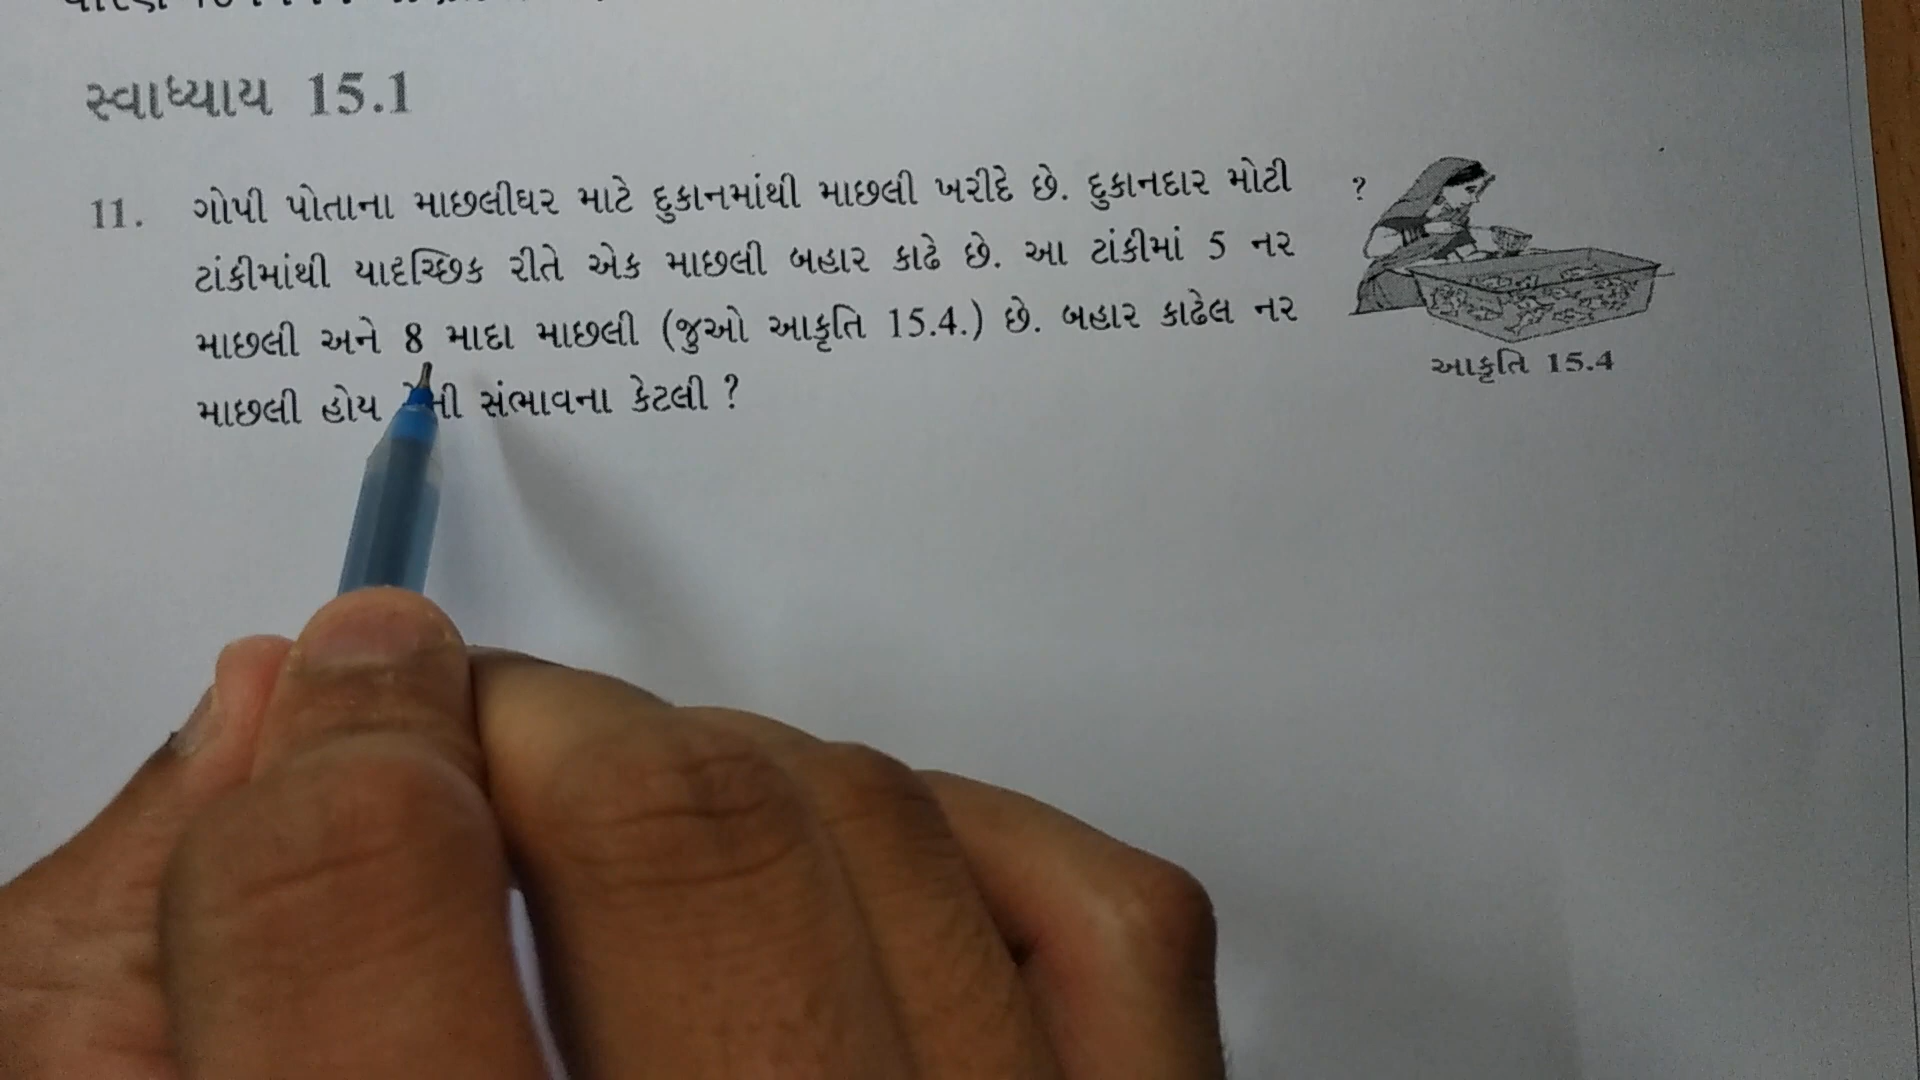 સ્વાધ્યાય 15.1
11. ગોપી પોતાના માછલીઘર માટે દુકાનમાંથી માછલી ખરીદે છે. દુકાનદાર મોટી
ટાંકીમાંથી યાદૃચ્છિક રીતે એક માછલી બહાર કાઢે છે. આ ટાંકીમાં 5 નર
માછલી અને 8 માદા માછલી (જુઓ આકૃતિ 15.4.) છે. બહાર કાઢેલ નર
માછલી હોય સંભાવના કેટલી ?
?
આકૃતિ 15.4